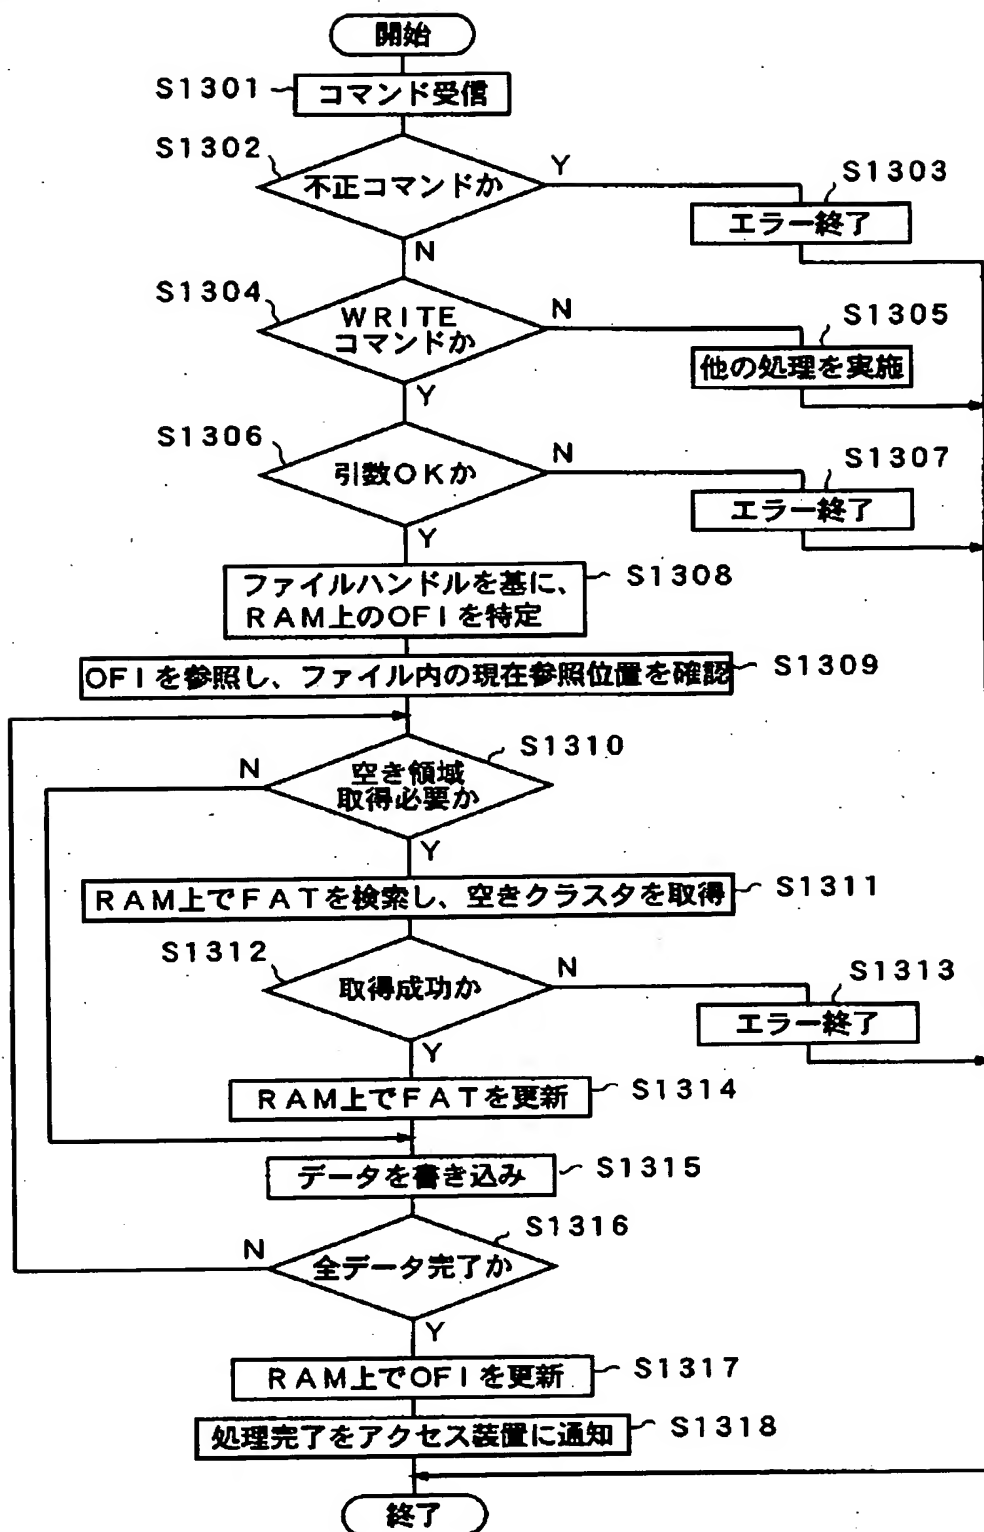 開始
S1301
コマンド受信
S1302
不正コマンドか
Y
S1303
エラー終了
N
S1304
WRITE
コマンドか
N
S1305
他の処理を実施
Y
S1306
引数OKか
N
S1307
エラー終了
Y
ファイルハンドルを基に、
RAM上のOFIを特定
S1308
OFIを参照し、ファイル内の現在参照位置を確認
S1309
S1310
N
空き領域
取得必要か
Y
RAM上でFATを検索し、空きクラスタを取得
S1311
S1312
取得成功か
N
S1313
エラー終了
Y
RAM上でFATを更新
S1314
データを書き込み
S1315
S1316
N
全データ完了か
Y
RAM上でOFIを更新
S1317
処理完了をアクセス装置に通知
S1318
終了